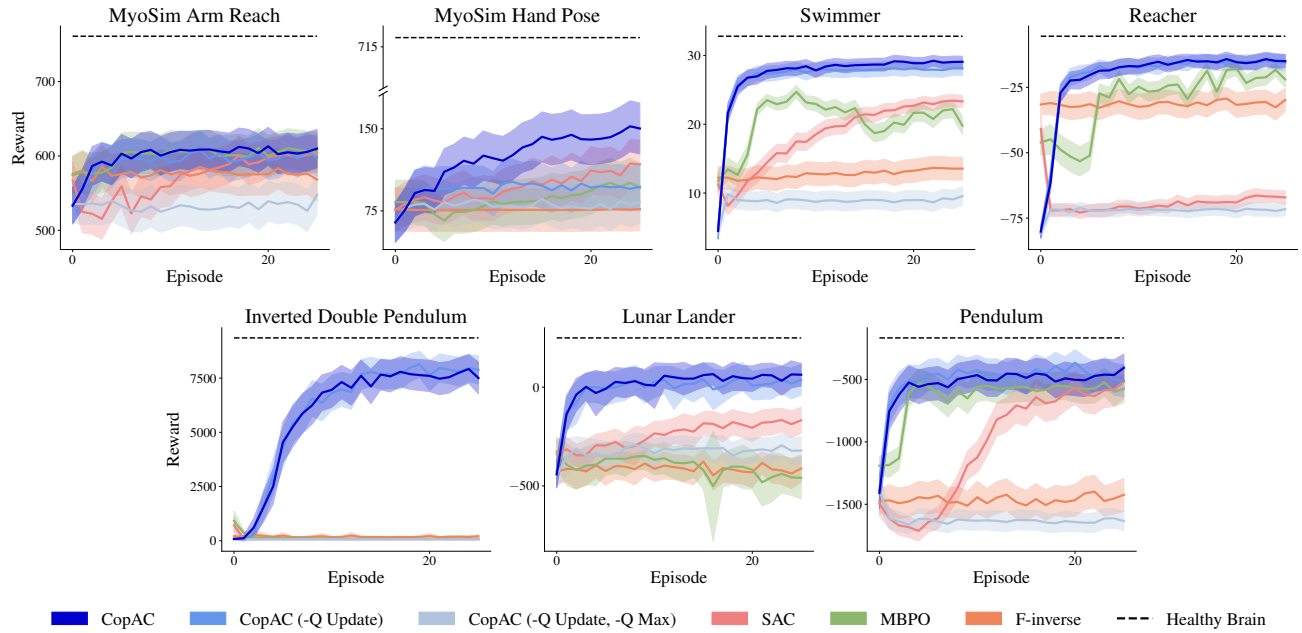 MyoSim Arm Reach
MyoSim Hand Pose
Swimmer
Reacher
Reward
700
600
500
0
20
Episode
715
150
75
0
20
Episode
30
20
10
0
20
Episode
−25
−50
−75
0
20
Episode
Inverted Double Pendulum
Lunar Lander
Pendulum
Reward
7500
5000
2500
0
0
20
Episode
0
−500
0
20
Episode
−500
−1000
−1500
0
20
Episode
CopAC
CopAC (-Q Update)
CopAC (-Q Update, -Q Max)
SAC
MBPO
F-inverse
Healthy Brain